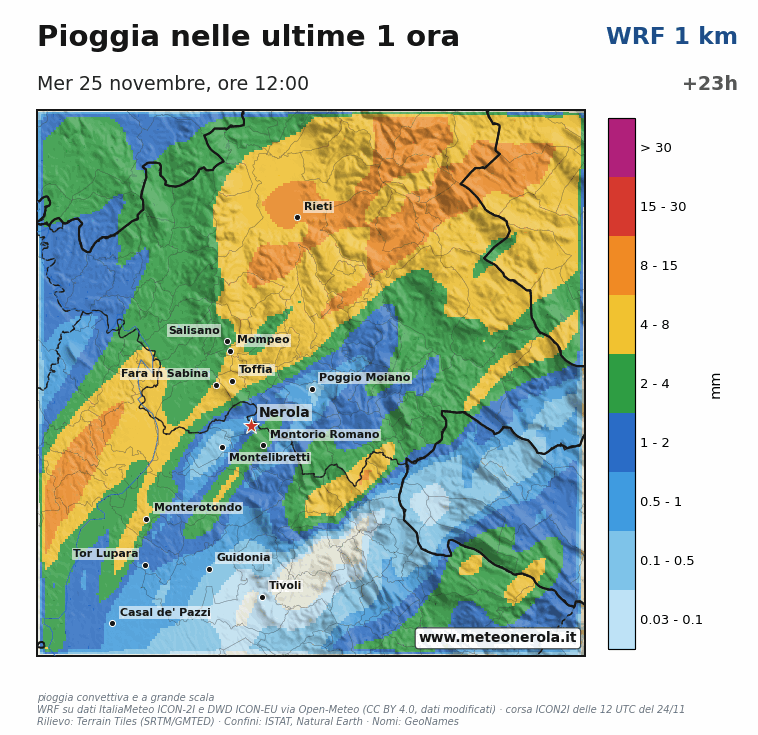 Pioggia nelle ultime 1 ora
WRF 1 km
Mer 25 novembre, ore 12:00
+23h
Rieti
Salisano
Mompeo
Fara in Sabina
Toffia
Poggio Moiano
Nerola
Montorio Romano
Montelibretti
Monterotondo
Tor Lupara
Guidonia
Tivoli
Casal de' Pazzi
www.meteonerola.it
> 30
15 - 30
8 - 15
4 - 8
2 - 4
1 - 2
0.5 - 1
0.1 - 0.5
0.03 - 0.1
mm
pioggia convettiva e a grande scala
WRF su dati ItaliaMeteo ICON-2I e DWD ICON-EU via Open-Meteo (CC BY 4.0, dati modificati) · corsa ICON2I delle 12 UTC del 24/11
Rilievo: Terrain Tiles (SRTM/GMTED) · Confini: ISTAT, Natural Earth · Nomi: GeoNames